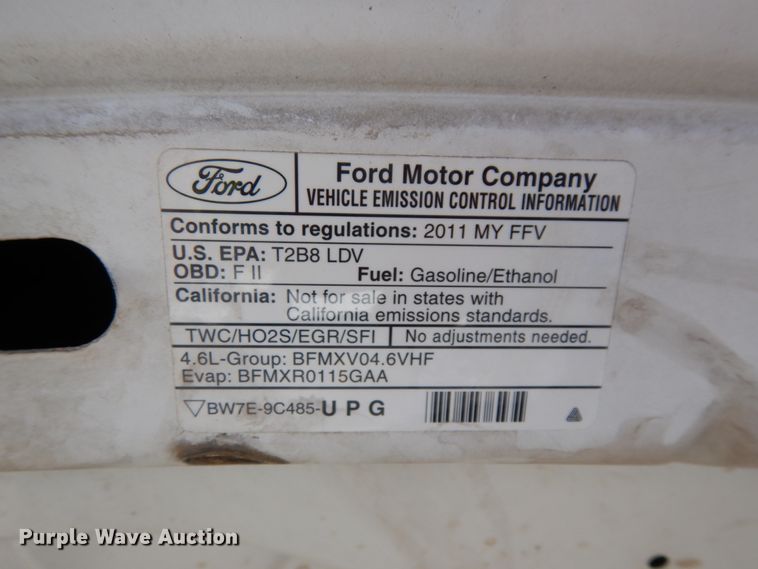 Ford
Ford Motor Company
VEHICLE EMISSION CONTROL INFORMATION
Conforms to regulations: 2011 MY FFV
U.S. EPA: T2B8 LDV
OBD: F II Fuel: Gasoline/Ethanol
California: Not for sale in states with
California emissions standards.
TWC/HO2S/EGR/SFI No adjustments needed.
4.6L-Group: BFMXV04.6VHF
Evap: BFMXR0115GAA
BW7E-9C485-U P G
Purple Wave Auction